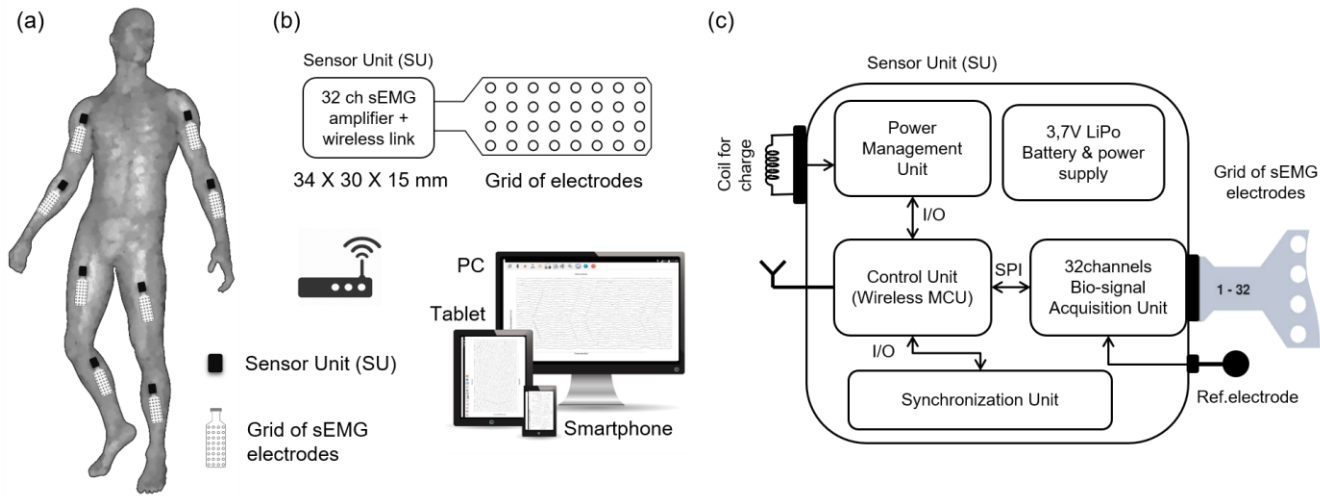 (a)
Sensor Unit (SU)
Grid of sEMG
electrodes
(b)
Sensor Unit (SU)
32 ch sEMG
amplifier +
wireless link
34 X 30 X 15 mm
Grid of electrodes
PC
Tablet
Smartphone
(c)
Sensor Unit (SU)
Coil for
charge
Power
Management
Unit
3,7V LiPo
Battery & power
supply
I/O
Control Unit
(Wireless MCU)
SPI
32channels
Bio-signal
Acquisition Unit
Grid of sEMG
electrodes
1 - 32
I/O
Synchronization Unit
Ref.electrode